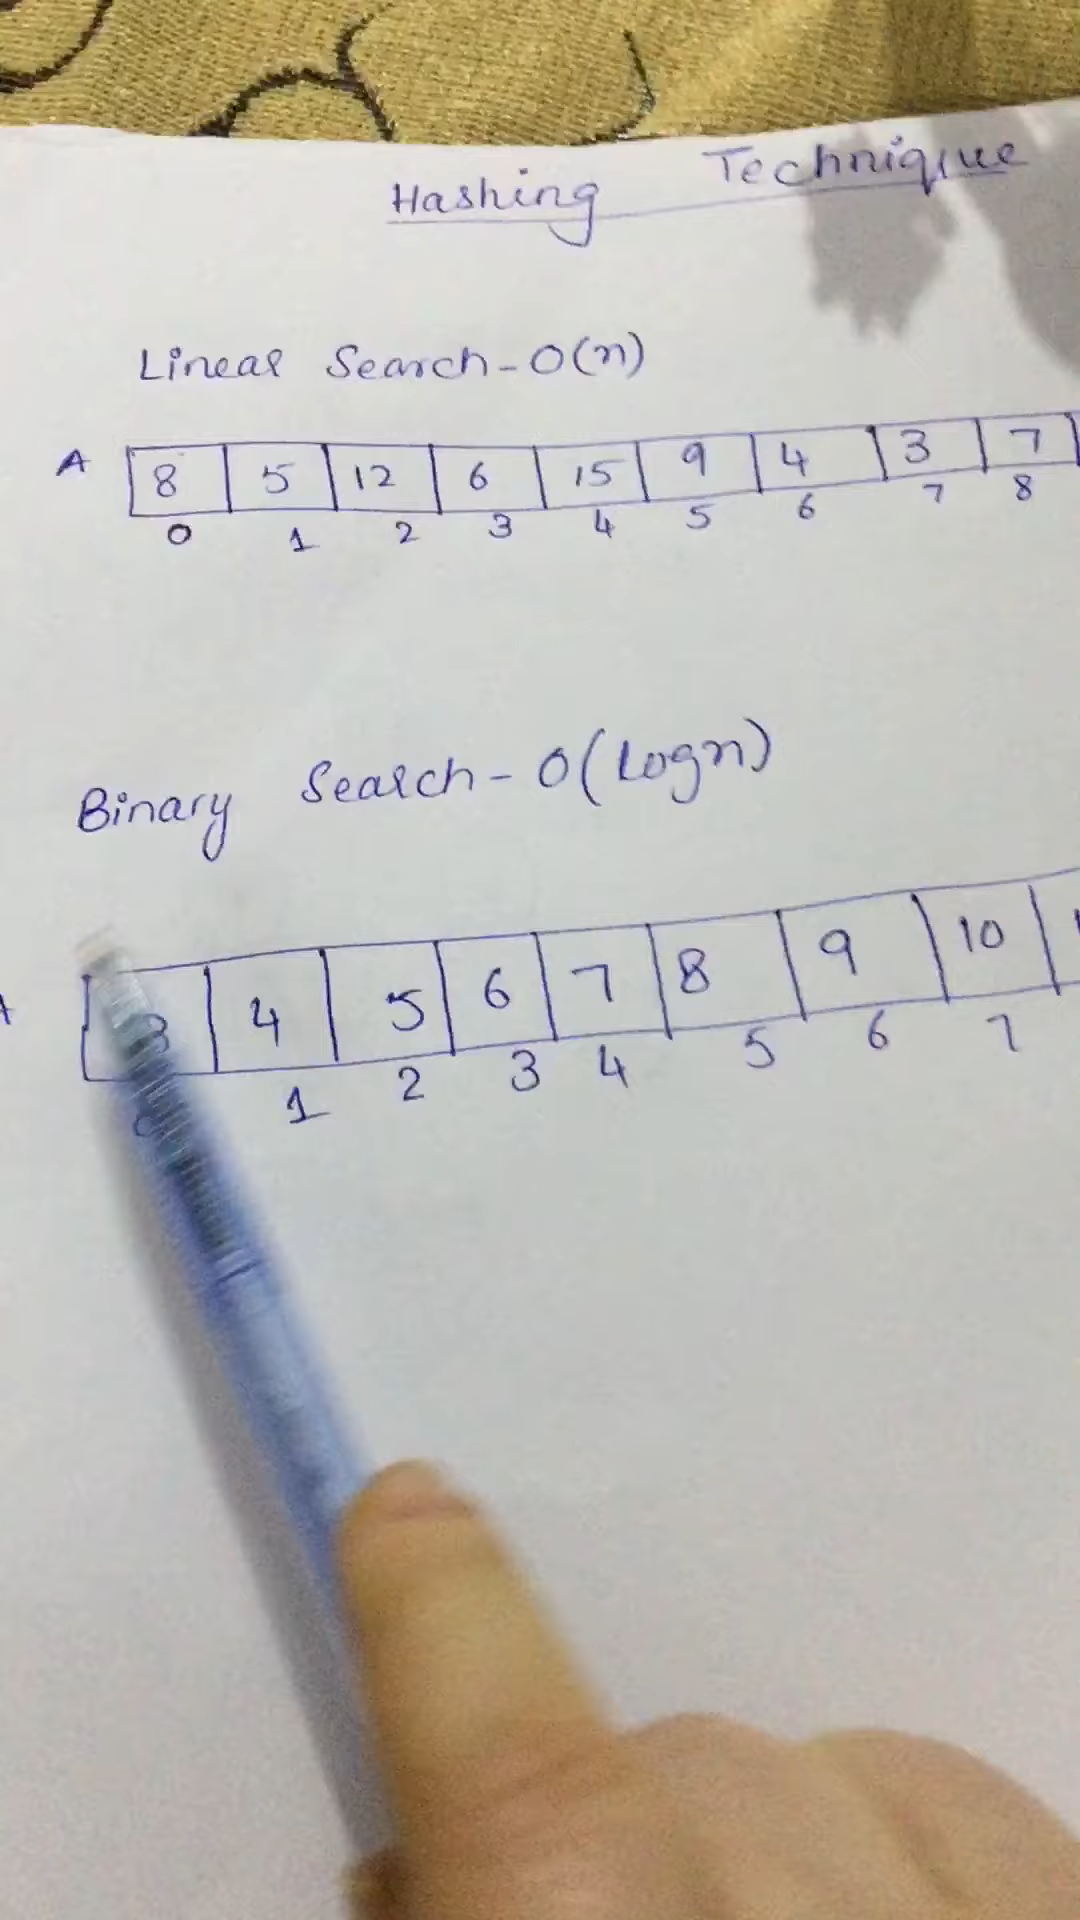 Hashing Technique
Linear Search - O(n)
A 8 5 12 6 15 9 4 3 7
0 1 2 3 4 5 6 7 8
Binary Search - O(Logn)
3 4 5 6 7 8 9 10
1 2 3 4 5 6 7